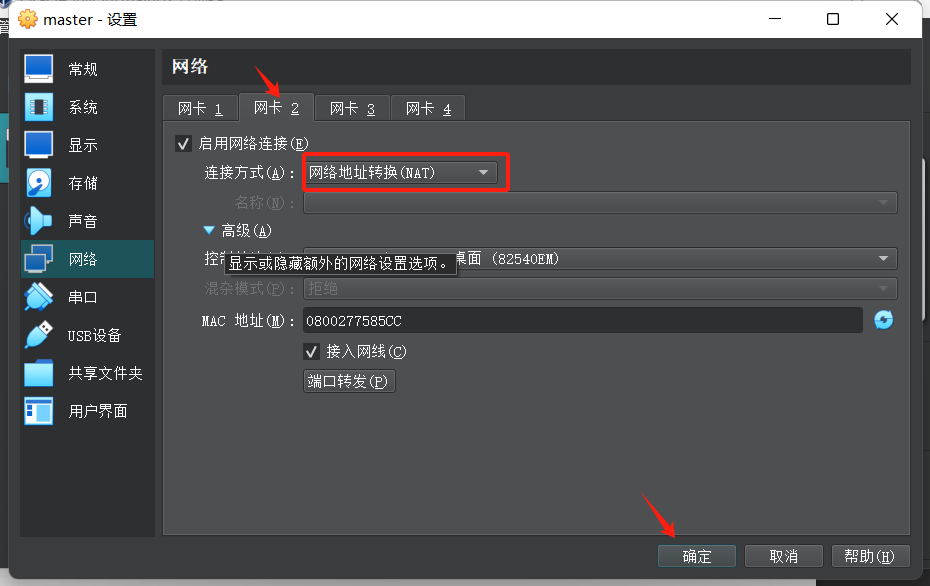 master - 设置
常规
系统
显示
存储
声音
网络
串口
USB设备
共享文件夹
用户界面
网络
网卡 1
网卡 2
网卡 3
网卡 4
启用网络连接(E)
连接方式(A): 网络地址转换(NAT)
名称(N):
高级(A)
控 桌面 (82540EM)
显示或隐藏额外的网络设置选项。
混杂模式(P): 拒绝
MAC 地址(M): 0800277585CC
接入网线(C)
端口转发(P)
确定 取消 帮助(H)